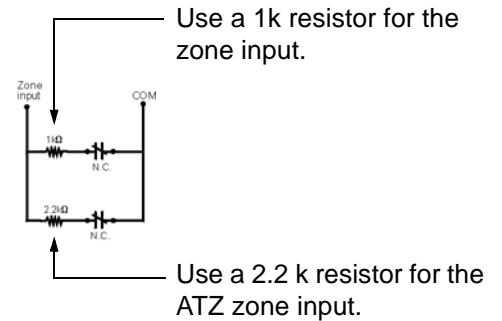 Use a 1k resistor for the
zone input.
Zone
input
COM
1kΩ
N.C.
2.2kΩ
N.C.
Use a 2.2 k resistor for the
ATZ zone input.